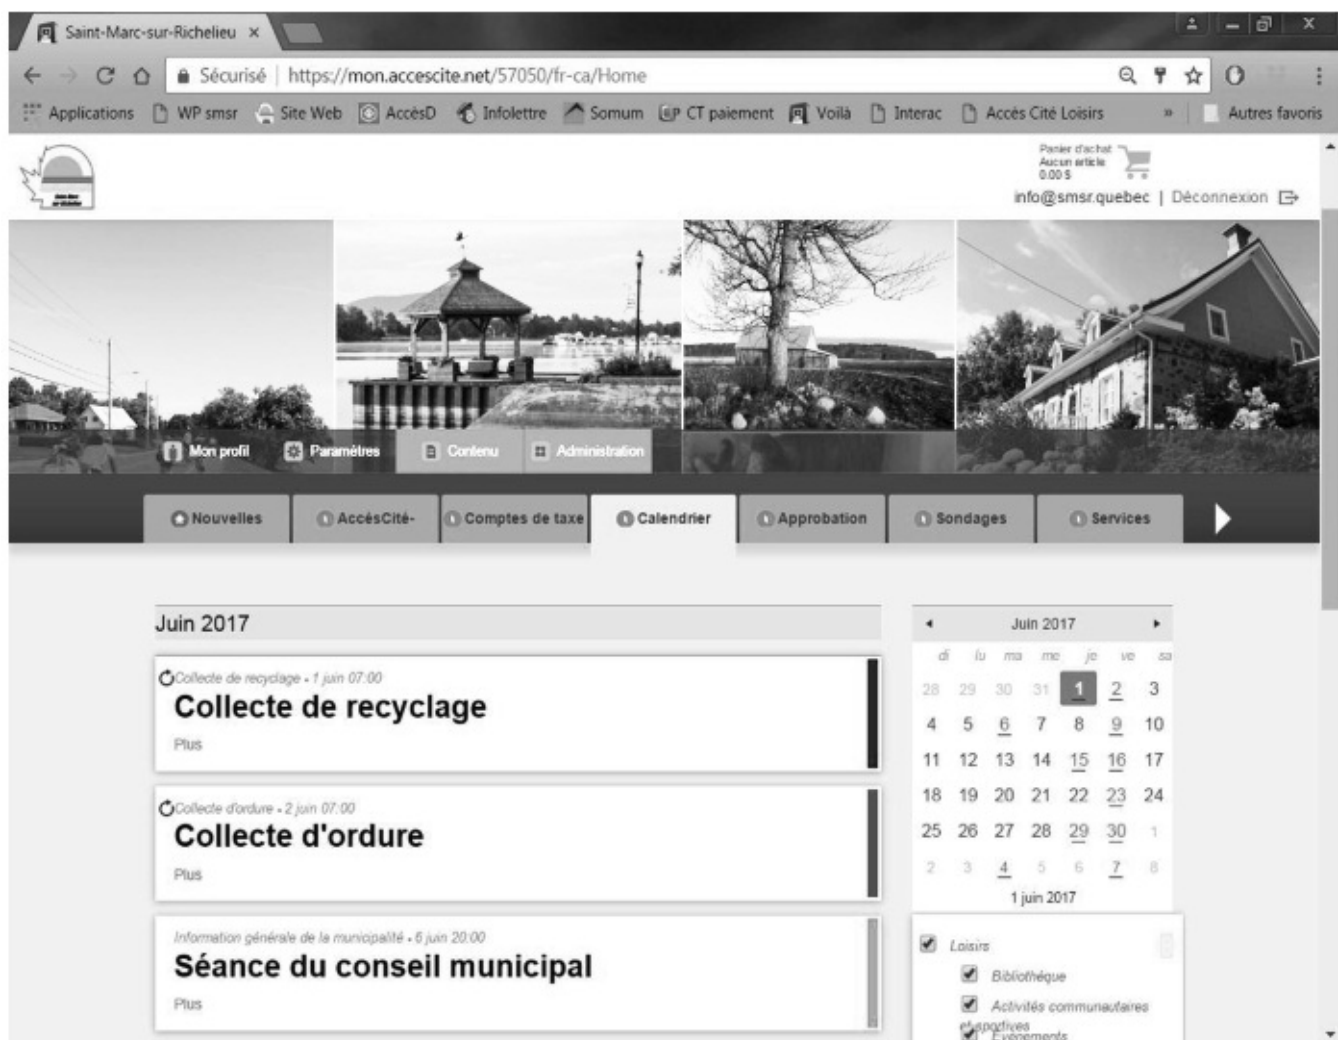 Saint-Marc-sur-Richelieu
Sécurisé | https://mon.accescite.net/57050/fr-ca/Home
Applications WP smsr Site Web AccèsD Infolettre Somum CT paiement Voilà Interac Accès Cité Loisirs » Autres favoris
Panier d'achat
Aucun article
0.00 $
info@smsr.quebec | Déconnexion
Mon profil Paramètres Contenu Administration
Nouvelles AccèsCité- Comptes de taxe Calendrier Approbation Sondages Services
Juin 2017
Collecte de recyclage • 1 juin 07:00
Collecte de recyclage
Plus
Collecte d'ordure • 2 juin 07:00
Collecte d'ordure
Plus
Information générale de la municipalité • 6 juin 20:00
Séance du conseil municipal
Plus
Juin 2017
di lu ma me je ve sa
28 29 30 31 1 2 3
4 5 6 7 8 9 10
11 12 13 14 15 16 17
18 19 20 21 22 23 24
25 26 27 28 29 30 1
2 3 4 5 6 7 8
1 juin 2017
Loisirs
Bibliothèque
Activités communautaires
et sportives
Événements